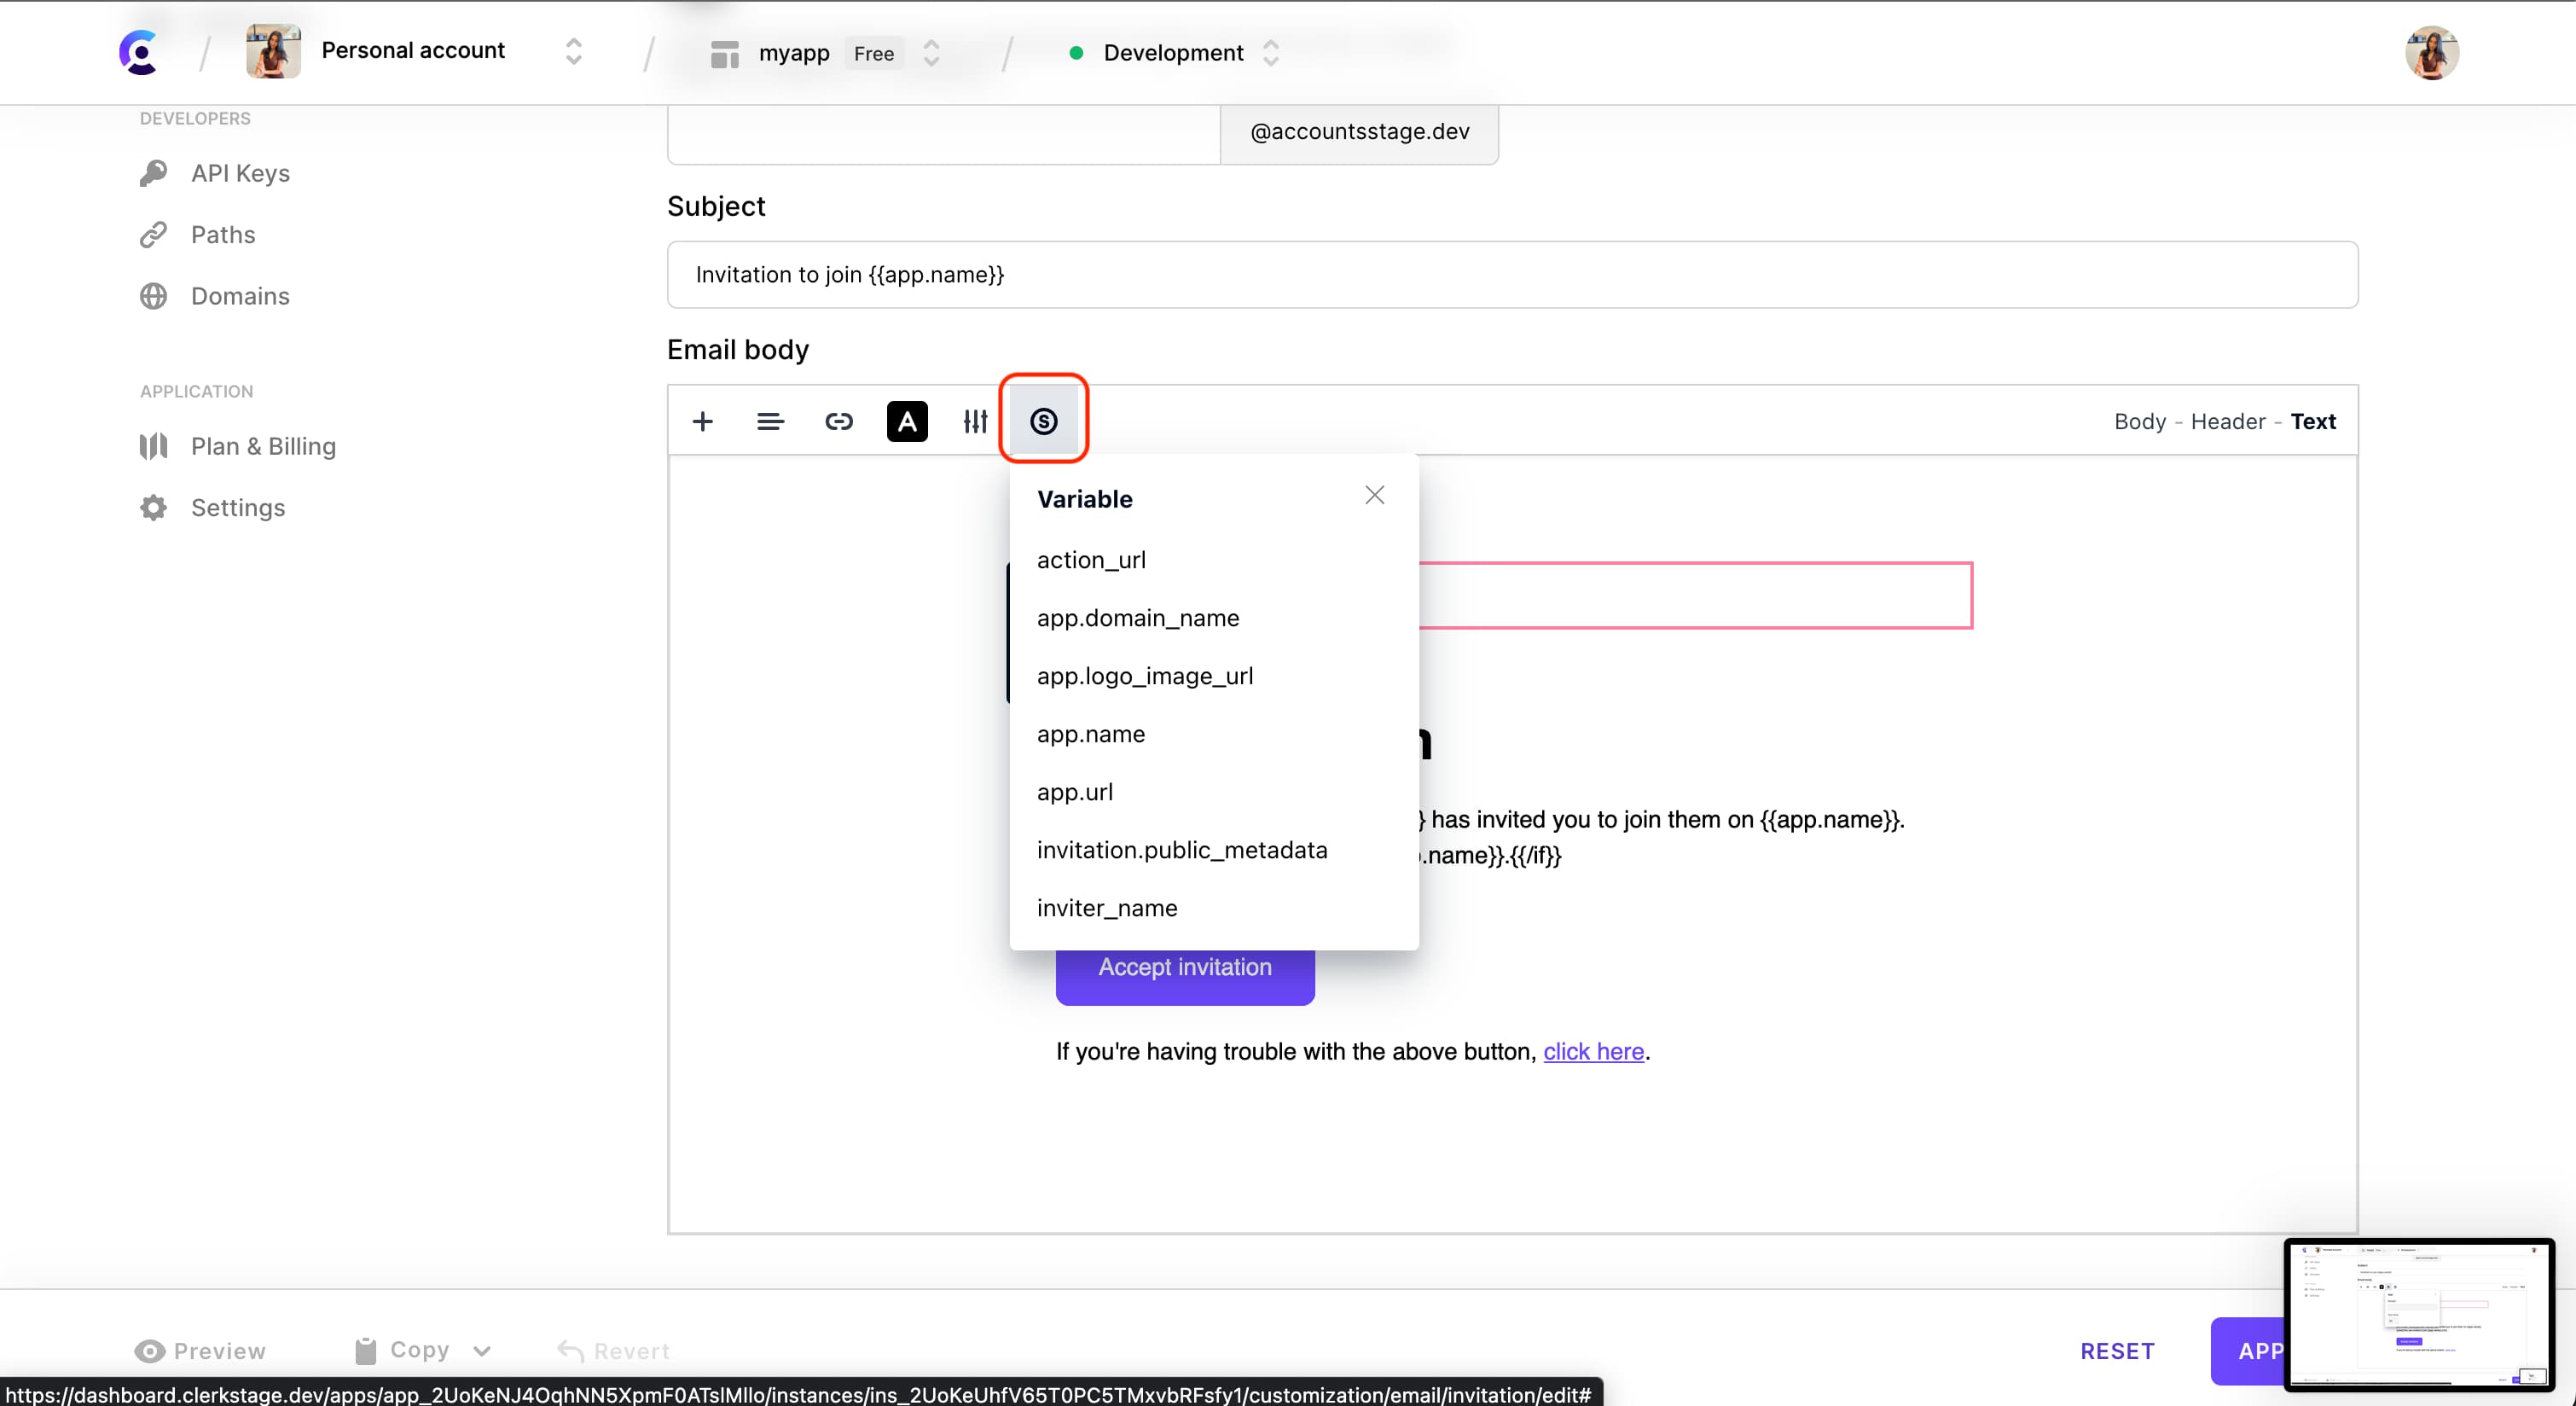 Personal account
myapp Free
Development
DEVELOPERS
API Keys
Paths
Domains
APPLICATION
Plan & Billing
Settings
@accountsstage.dev
Subject
Invitation to join {{app.name}}
Email body
A
S
Body - Header - Text
Variable
action_url
app.domain_name
app.logo_image_url
app.name
app.url
invitation.public_metadata
inviter_name
} has invited you to join them on {{app.name}}.
.name}}.{{/if}}
Accept invitation
If you're having trouble with the above button, click here.
Preview
Copy
Revert
RESET
APP
https://dashboard.clerkstage.dev/apps/app_2UoKeNJ4OqhNN5XpmF0ATslMllo/instances/ins_2UoKeUhfV65T0PC5TMxvbRFsfy1/customization/email/invitation/edit#